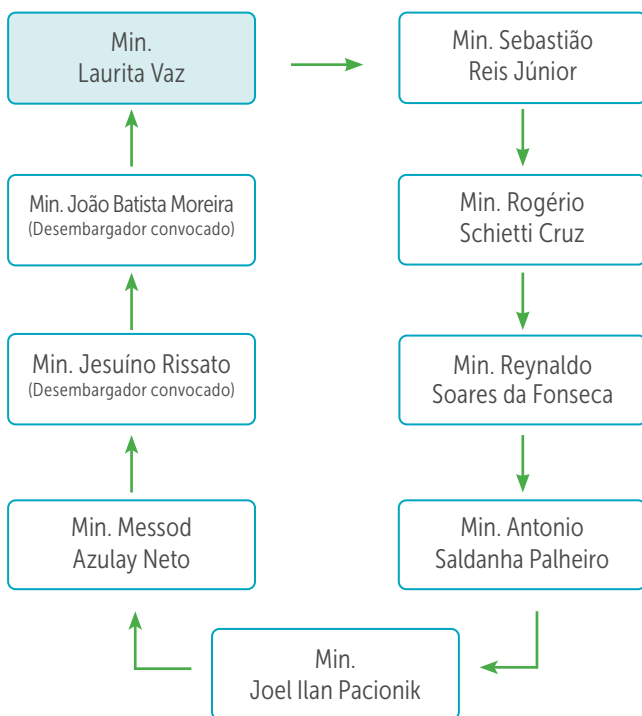 Min.
Laurita Vaz
Min. Sebastião
Reis Júnior
Min. João Batista Moreira
(Desembargador convocado)
Min. Rogério
Schietti Cruz
Min. Jesuíno Rissato
(Desembargador convocado)
Min. Reynaldo
Soares da Fonseca
Min. Messod
Azulay Neto
Min. Antonio
Saldanha Palheiro
Min.
Joel Ilan Pacionik